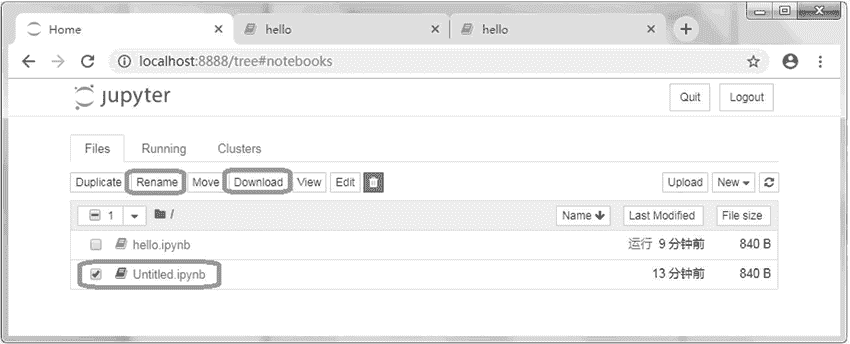 Home hello hello
localhost:8888/tree#notebooks
jupyter Quit Logout
Files Running Clusters
Duplicate Rename Move Download View Edit Upload New
1 / Name Last Modified File size
hello.ipynb 运行 9 分钟前 840 B
Untitled.ipynb 13 分钟前 840 B